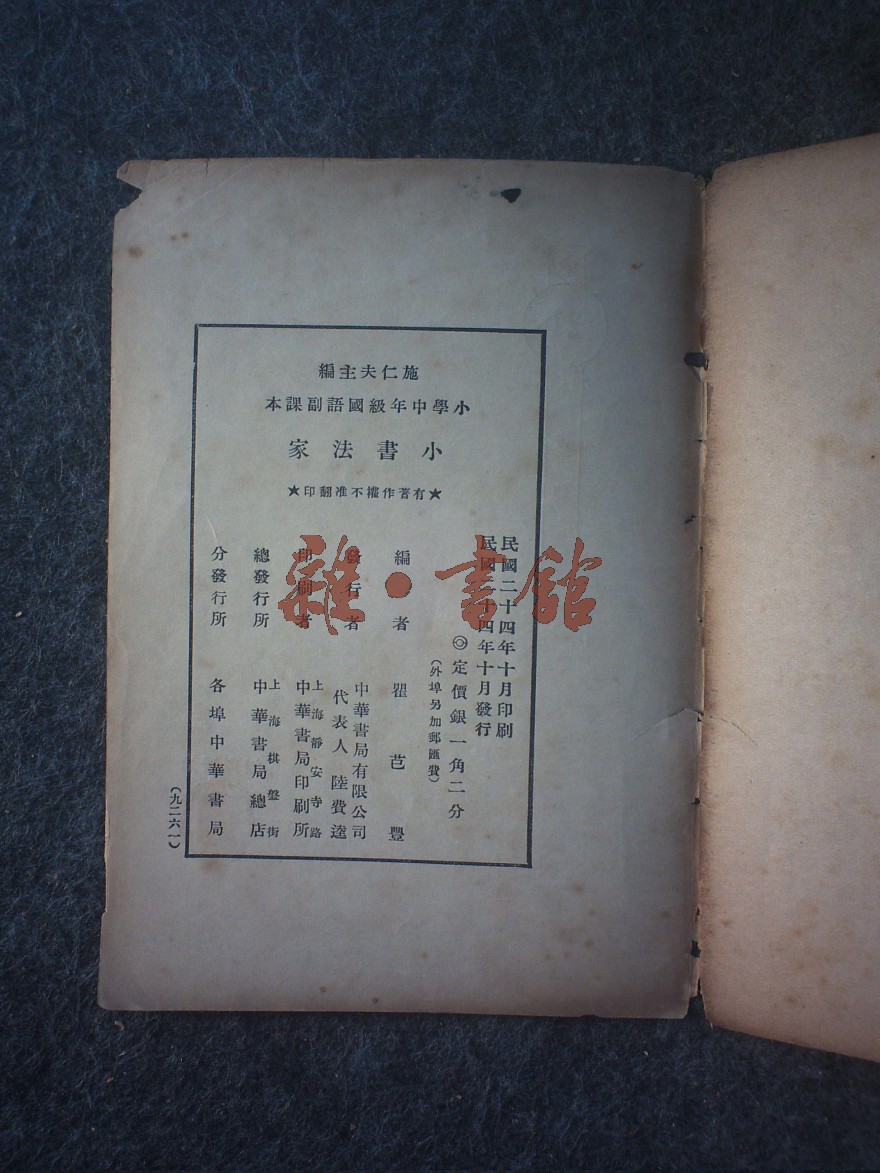 施仁夫主編
小學中年級國語副課本
小書法家
★有著作權不准翻印★
民國二十四年十月印刷
民國二十四年十月發行
◎定價銀一角二分
(外埠另加郵匯費)
編者 瞿芑豐
發行者 中華書局有限公司
代表人 陸費逵
印刷者 上海靜安寺路
中華書局印刷所
總發行所 上海棋盤街
中華書局總店
分發行所 各埠中華書局
(九二六一)
雜·書館